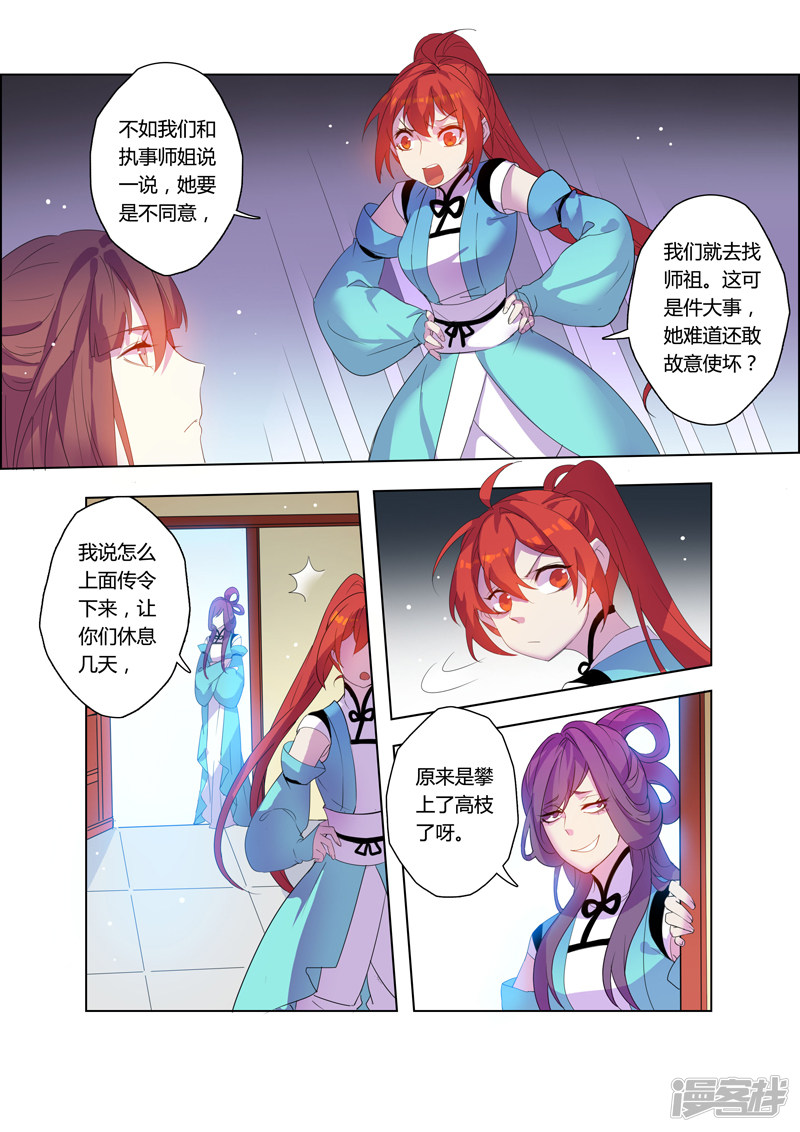 不如我们和
执事师姐说
一说，她要
是不同意，
我们就去找
师祖。这可
是件大事，
她难道还敢
故意使坏？
我说怎么
上面传令
下来，让
你们休息
几天，
原来是攀
上了高枝
了呀。
漫客栈